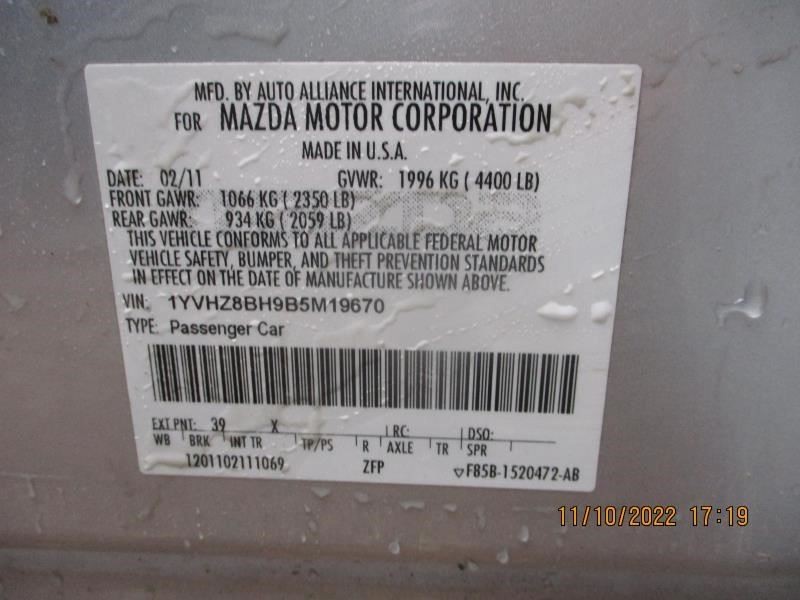 MFD. BY AUTO ALLIANCE INTERNATIONAL, INC.
FOR MAZDA MOTOR CORPORATION
MADE IN U.S.A.
DATE: 02/11 GVWR: 1996 KG ( 4400 LB)
FRONT GAWR: 1066 KG ( 2350 LB)
REAR GAWR: 934 KG ( 2059 LB)
THIS VEHICLE CONFORMS TO ALL APPLICABLE FEDERAL MOTOR
VEHICLE SAFETY, BUMPER, AND THEFT PREVENTION STANDARDS
IN EFFECT ON THE DATE OF MANUFACTURE SHOWN ABOVE.
VIN: 1YVHZ8BH9B5M19670
TYPE: Passenger Car
EXT PNT: 39 X RC: DSO:
WB BRK INT TR TP/PS R AXLE TR SPR
1201102111069 ZFP F85B-1520472-AB
11/10/2022 17:19